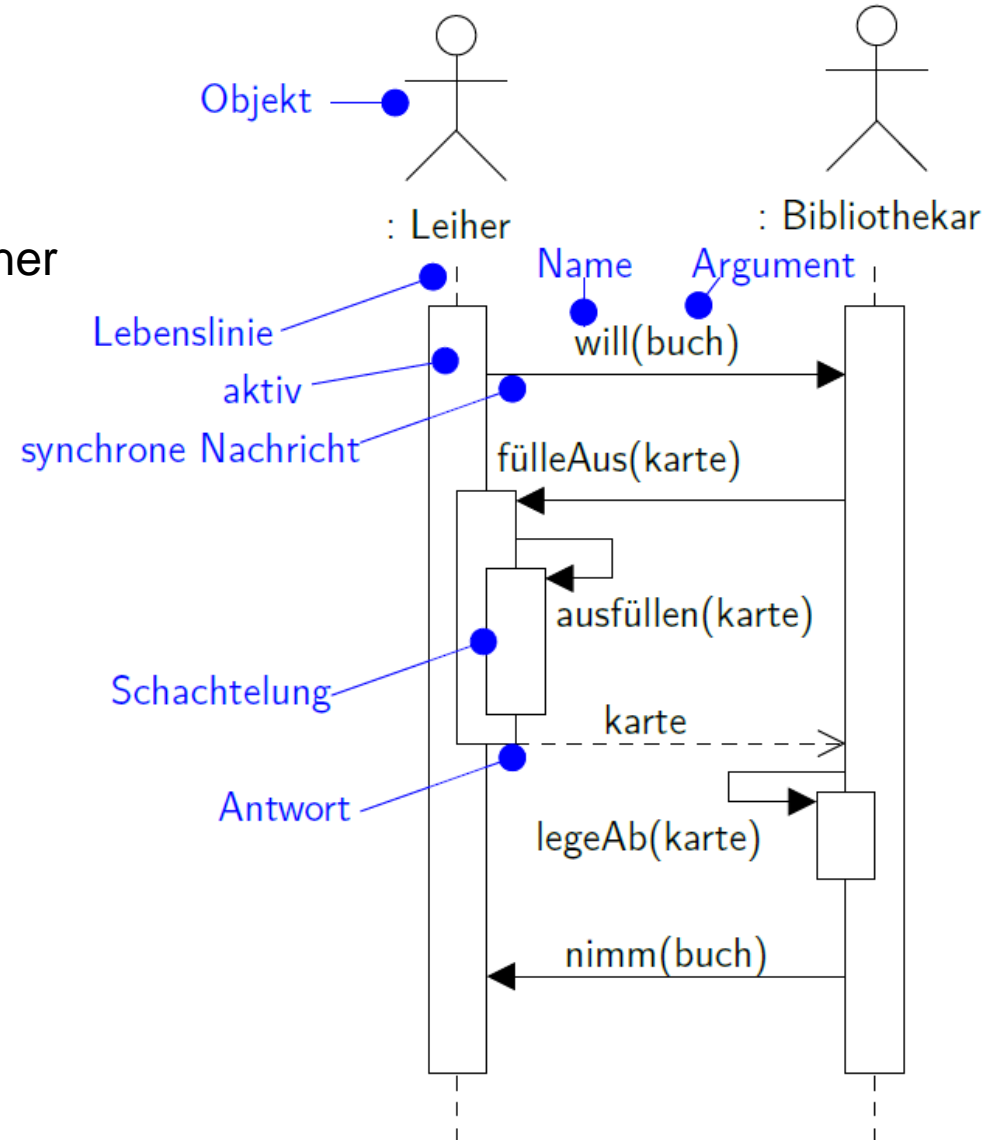 Objekt
: Leiher
: Bibliothekar
Name
Argument
Lebenslinie
will(buch)
aktiv
synchrone Nachricht
fülleAus(karte)
ausfüllen(karte)
Schachtelung
karte
Antwort
legeAb(karte)
nimm(buch)